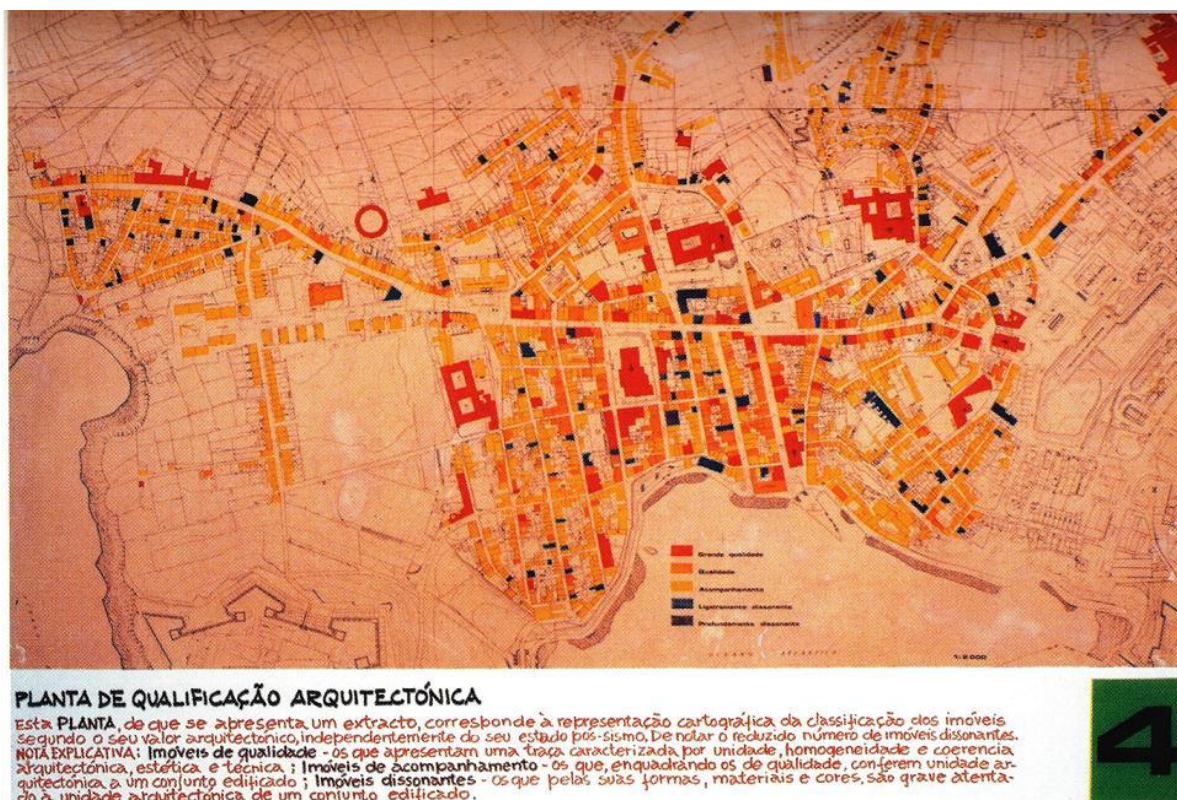 Grande qualidade
Qualidade
Acompanhamento
Ligeiramente dissonante
Profundamente dissonante
OCEANO ATLÂNTICO
1:2000
PLANTA DE QUALIFICAÇÃO ARQUITECTÓNICA
Esta PLANTA, de que se apresenta um extracto, corresponde à representação cartográfica da classificação dos imóveis
segundo o seu valor arquitectónico, independentemente do seu estado pós-sismo. De notar o reduzido número de imóveis dissonantes.
NOTA EXPLICATIVA: Imóveis de qualidade - os que apresentam uma traça caracterizada por unidade, homogeneidade e coerencia
arquitectónica, estética e técnica ; Imóveis de acompanhamento - os que, enquadrando os de qualidade, conferem unidade ar-
quitectónica a um conjunto edificado ; Imóveis dissonantes - os que pelas suas formas, materiais e cores, são grave atenta-
do à unidade arquitectónica de um conjunto edificado.
4